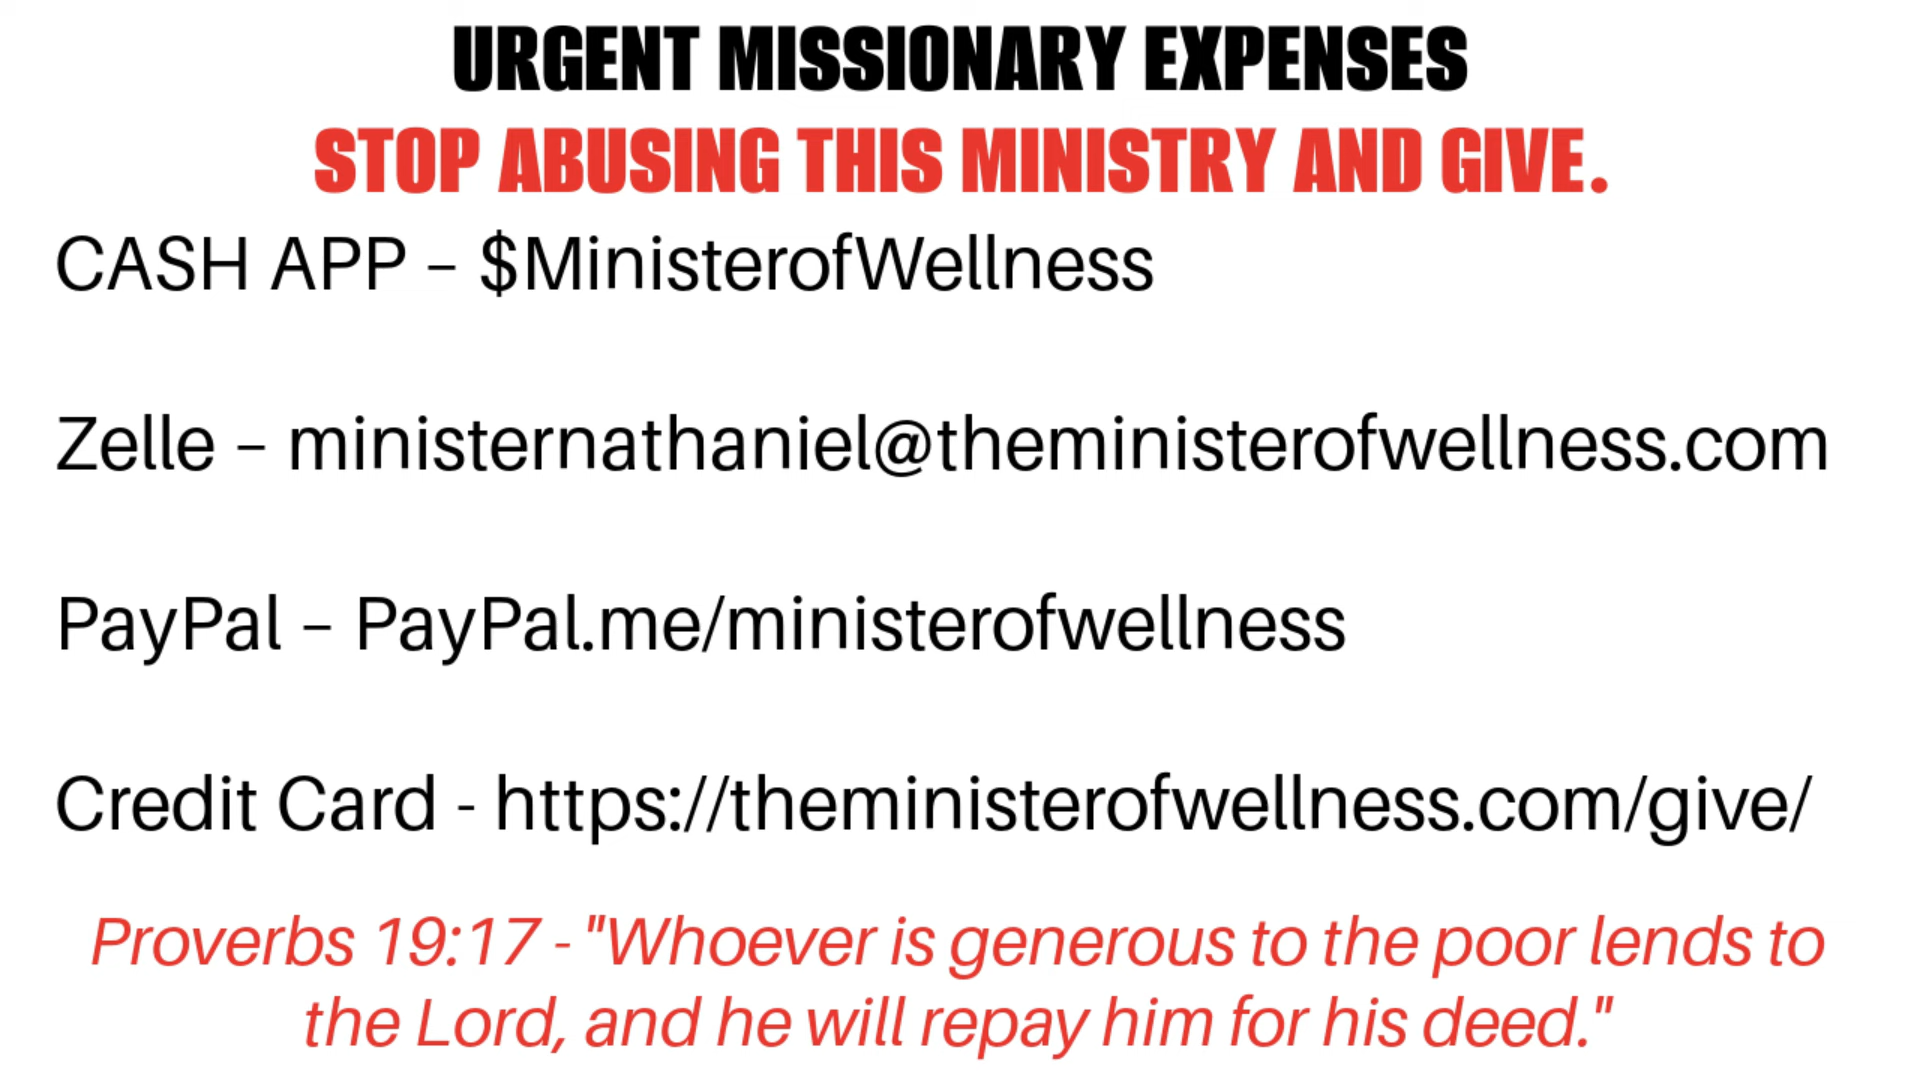 URGENT MISSIONARY EXPENSES
STOP ABUSING THIS MINISTRY AND GIVE.
CASH APP – $MinisterofWellness
Zelle – ministernathaniel@theministerofwellness.com
PayPal – PayPal.me/ministerofwellness
Credit Card - https://theministerofwellness.com/give/
Proverbs 19:17 - "Whoever is generous to the poor lends to
the Lord, and he will repay him for his deed."